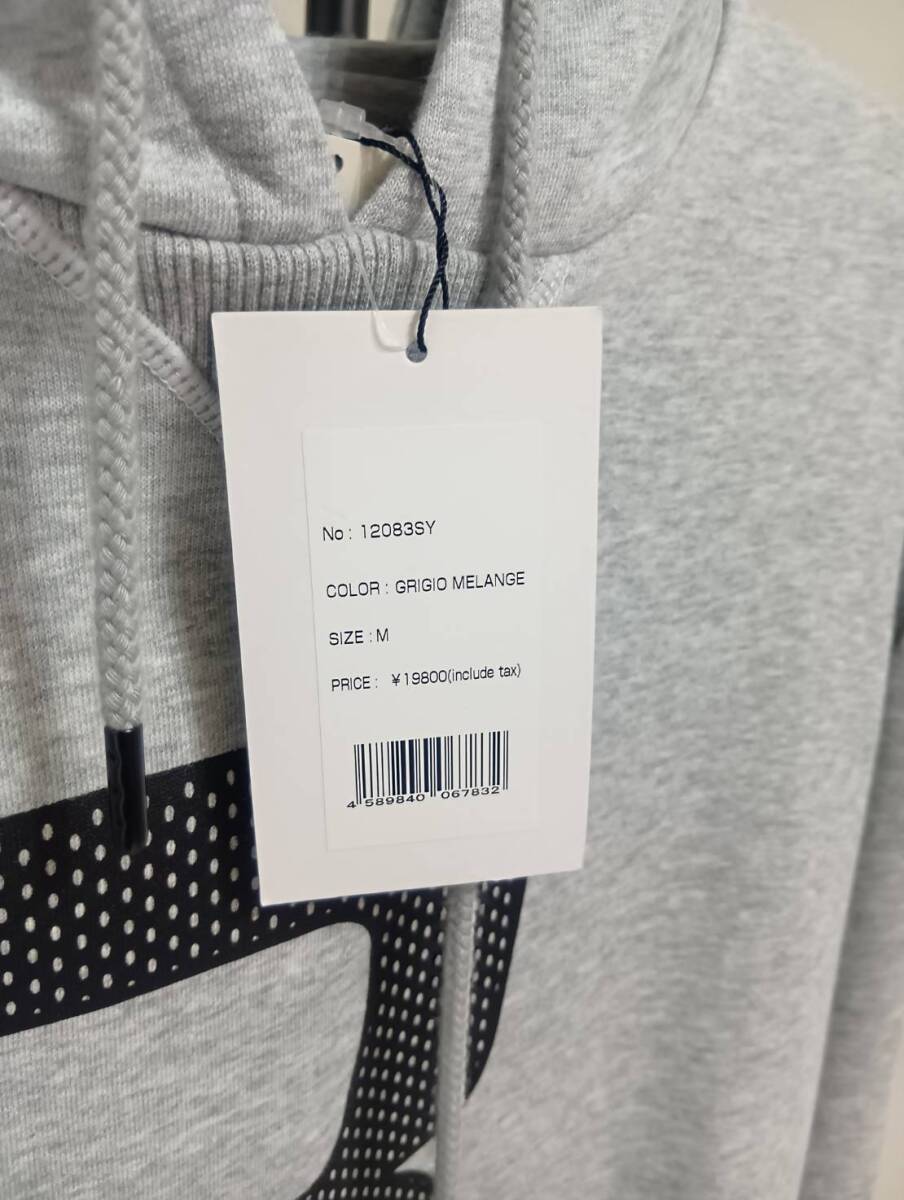 No : 12083SY
COLOR : GRIGIO MELANGE
SIZE : M
PRICE : ¥19800(include tax)
4 589840 067832